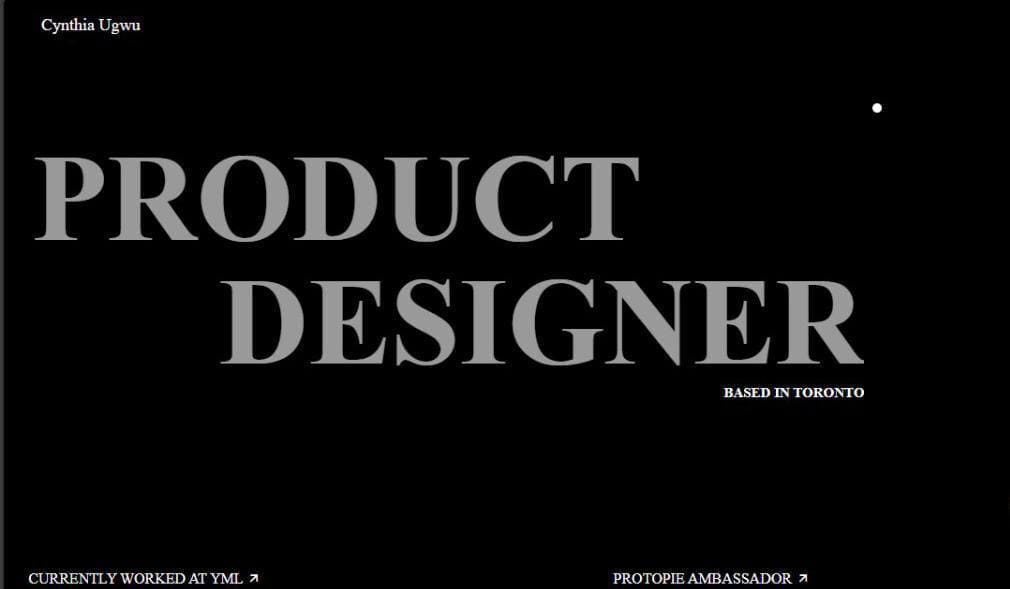 Cynthia Ugwu
PRODUCT
DESIGNER
BASED IN TORONTO
CURRENTLY WORKED AT YML ↗
PROTOPIE AMBASSADOR ↗